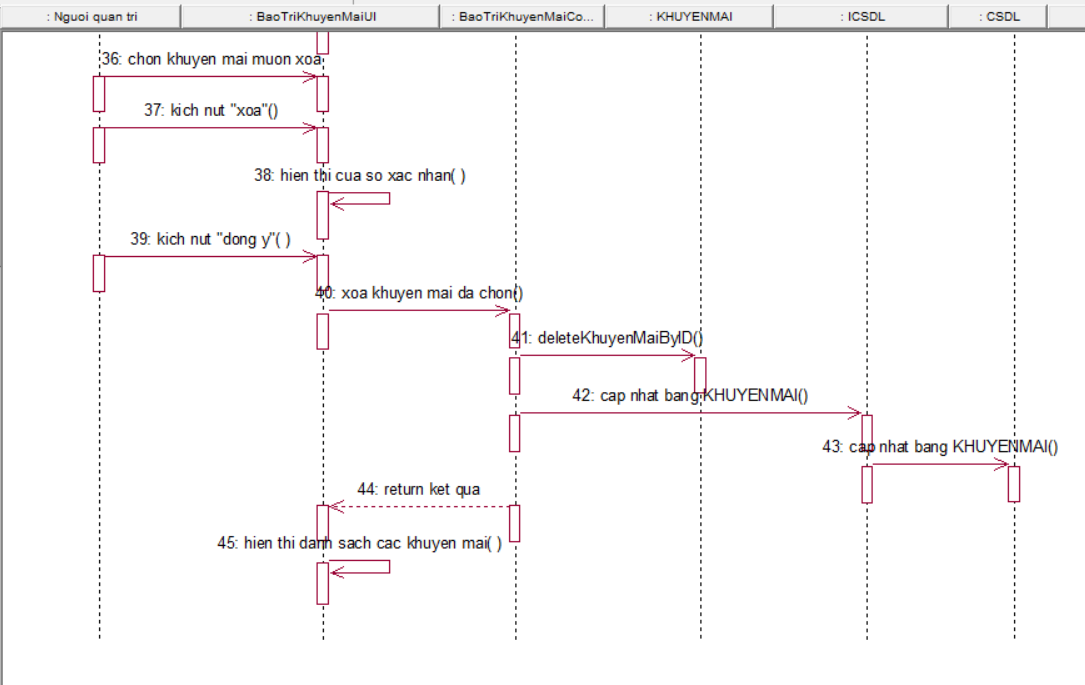 : Nguoi quan tri
: BaoTriKhuyenMaiUI
: BaoTriKhuyenMaiCo...
: KHUYENMAI
: ICSDL
: CSDL
36: chon khuyen mai muon xoa
37: kich nut "xoa"()
38: hien thi cua so xac nhan( )
39: kich nut "dong y"( )
40: xoa khuyen mai da chon()
41: deleteKhuyenMaiByID()
42: cap nhat bang KHUYENMAI()
43: cap nhat bang KHUYENMAI()
44: return ket qua
45: hien thi danh sach cac khuyen mai( )